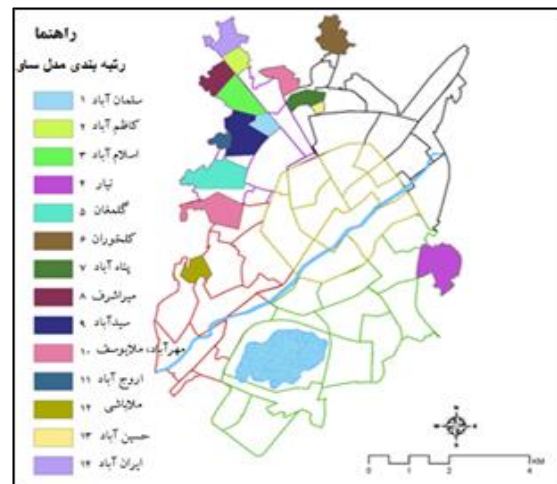 راهنما
رتبه بندی مدل ساو
۱ سلمان آباد
۲ کاظم آباد
۳ اسلام آباد
۴ نیار
۵ گلمغان
۶ کلخوران
۷ پناه آباد
۸ میراشرف
۹ سیدآباد
۱۰ مهرآباد، ملایوسف
۱۱ اروج آباد
۱۲ ملاباشی
۱۳ حسین آباد
۱۴ ایران آباد
KM
0 1 2 4